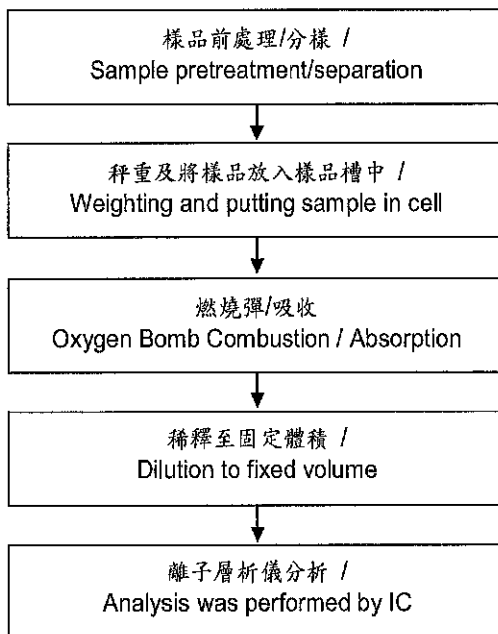 樣品前處理/分樣 /
Sample pretreatment/separation
秤重及將樣品放入樣品槽中 /
Weighting and putting sample in cell
燃燒彈/吸收
Oxygen Bomb Combustion / Absorption
稀釋至固定體積 /
Dilution to fixed volume
離子層析儀分析 /
Analysis was performed by IC